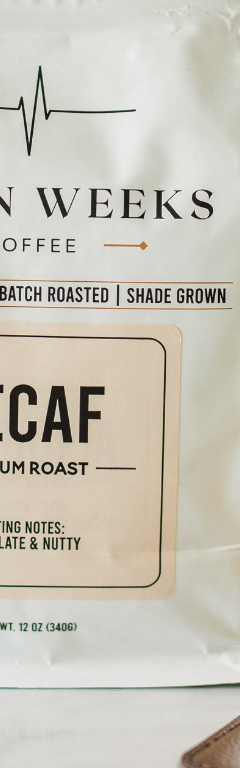 N WEEKS
OFFEE
BATCH ROASTED | SHADE GROWN
ECAF
UM ROAST
TING NOTES:
LATE & NUTTY
WT. 12 OZ (340G)